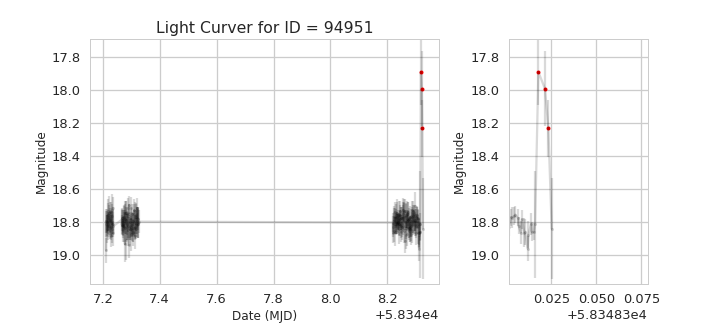 Light Curver for ID = 94951
Magnitude
17.8
18.0
18.2
18.4
18.6
18.8
19.0
7.2 7.4 7.6 7.8 8.0 8.2
Date (MJD)
+5.834e4
Magnitude
17.8
18.0
18.2
18.4
18.6
18.8
19.0
0.025 0.050 0.075
+5.83483e4